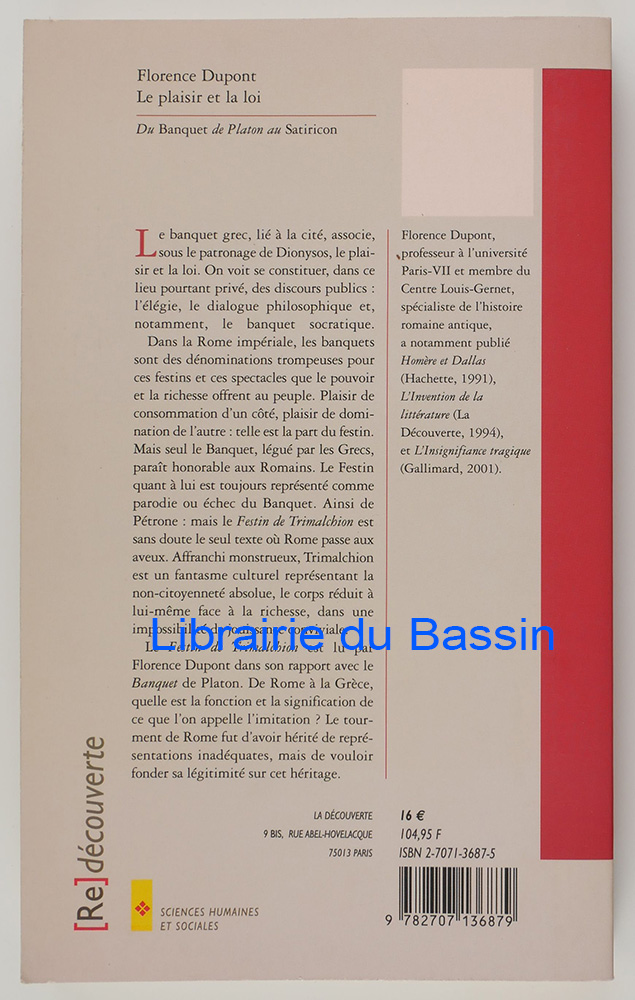 Florence Dupont
Le plaisir et la loi
Du Banquet de Platon au Satiricon
Le banquet grec, lié à la cité, associe,
sous le patronage de Dionysos, le plai-
sir et la loi. On voit se constituer, dans ce
lieu pourtant privé, des discours publics :
l'élégie, le dialogue philosophique et,
notamment, le banquet socratique.
Dans la Rome impériale, les banquets
sont des dénominations trompeuses pour
ces festins et ces spectacles que le pouvoir
et la richesse offrent au peuple. Plaisir de
consommation d'un côté, plaisir de domi-
nation de l'autre : telle est la part du festin.
Mais seul le Banquet, légué par les Grecs,
paraît honorable aux Romains. Le Festin
quant à lui est toujours représenté comme
parodie ou échec du Banquet. Ainsi de
Pétrone : mais le Festin de Trimalchion est
sans doute le seul texte où Rome passe aux
aveux. Affranchi monstrueux, Trimalchion
est un fantasme culturel représentant la
non-citoyenneté absolue, le corps réduit à
lui-même face à la richesse, dans une
impossibilité de jouissance conviviale.
Le Festin de Trimalchion est lu par
Florence Dupont dans son rapport avec le
Banquet de Platon. De Rome à la Grèce,
quelle est la fonction et la signification de
ce que l'on appelle l'imitation ? Le tour-
ment de Rome fut d'avoir hérité de repré-
sentations inadéquates, mais de vouloir
fonder sa légitimité sur cet héritage.
Florence Dupont,
professeur à l'université
Paris-VII et membre du
Centre Louis-Gernet,
spécialiste de l'histoire
romaine antique,
a notamment publié
Homère et Dallas
(Hachette, 1991),
L'Invention de la
littérature (La
Découverte, 1994),
et L'Insignifiance tragique
(Gallimard, 2001).
Librairie du Bassin
[Re]découverte
SCIENCES HUMAINES
ET SOCIALES
LA DÉCOUVERTE
9 BIS, RUE ABEL-HOVELACQUE
75013 PARIS
16 €
104,95 F
ISBN 2-7071-3687-5
9 782707 136879